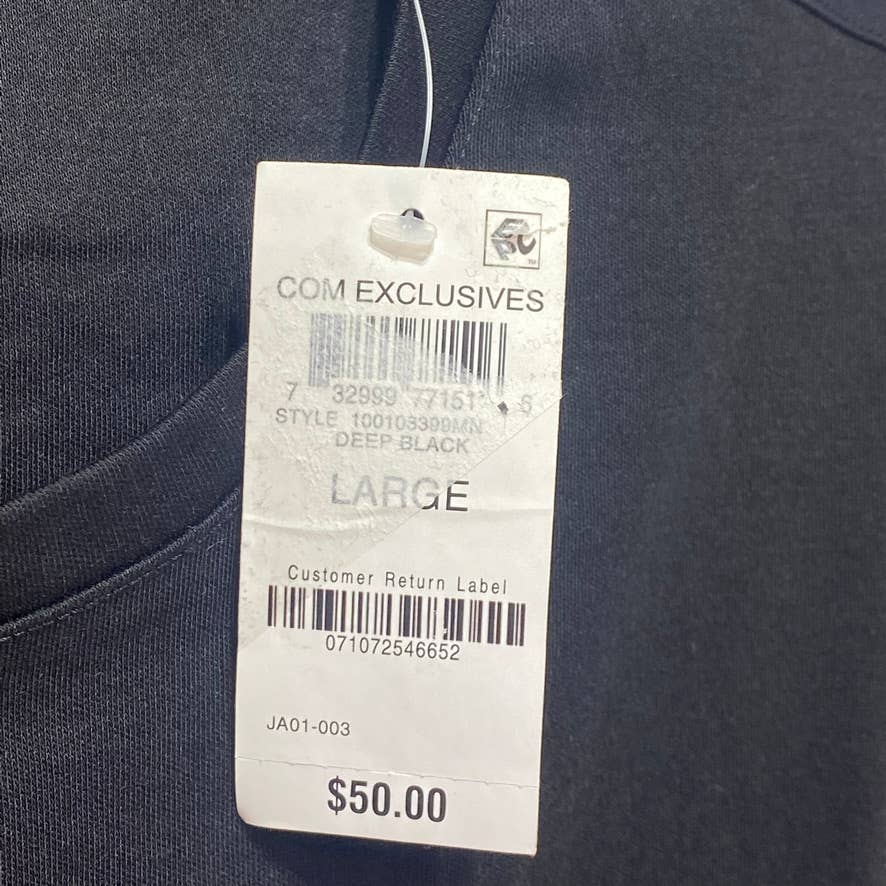 COM EXCLUSIVES
7 32999 77151 6
STYLE 100103399MN
DEEP BLACK
LARGE
Customer Return Label
071072546652
JA01-003
$50.00